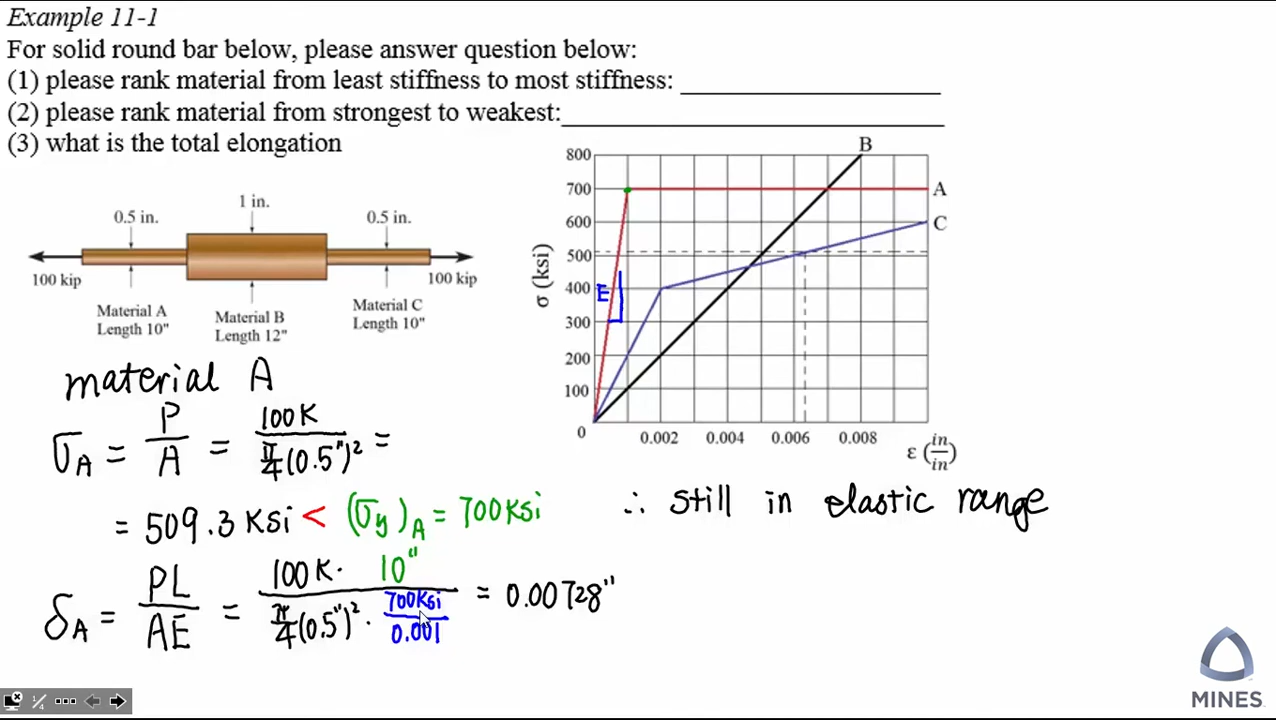 Example 11-1
For solid round bar below, please answer question below:
(1) please rank material from least stiffness to most stiffness:
(2) please rank material from strongest to weakest:
(3) what is the total elongation
0.5 in.
1 in.
0.5 in.
100 kip
100 kip
Material A
Length 10"
Material B
Length 12"
Material C
Length 10"
B
800
700
600
500
400
300
200
100
0
A
C
σ (ksi)
E
0.002 0.004 0.006 0.008
ε (in/in)
material A
σA = P/A = 100K / π/4(0.5")² =
= 509.3 Ksi < (σy)A = 700Ksi ∴ still in elastic range
δA = PL/AE = 100K · 10" / π/4(0.5")² · 700Ksi/0.001 = 0.00728"
1/4
MINES